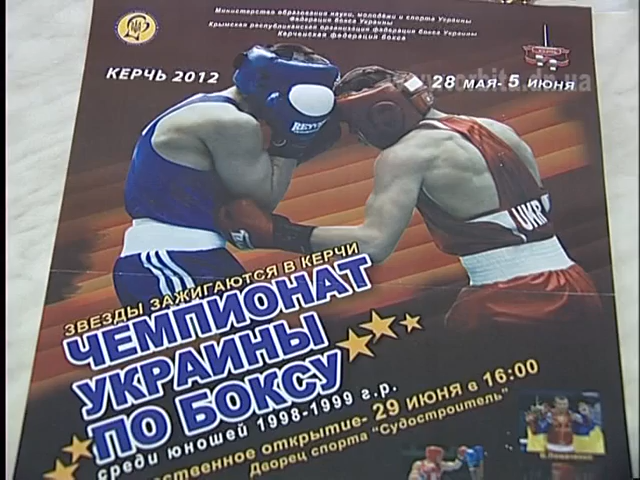 Министерство образования науки, молодёжи и спорта Украины
Федерация бокса Украины
Крымская республиканская организация федерации бокса Украины
Керченская федерация бокса
КЕРЧЬ 2012
28 МАЯ- 5 ИЮНЯ
REYVEL
UKR
ЗВЕЗДЫ ЗАЖИГАЮТСЯ В КЕРЧИ
ЧЕМПИОНАТ
УКРАИНЫ
ПО БОКСУ
среди юношей 1998-1999 г.р.
открытие- 29 ИЮНЯ в 16:00
Дворец спорта "Судостроитель"